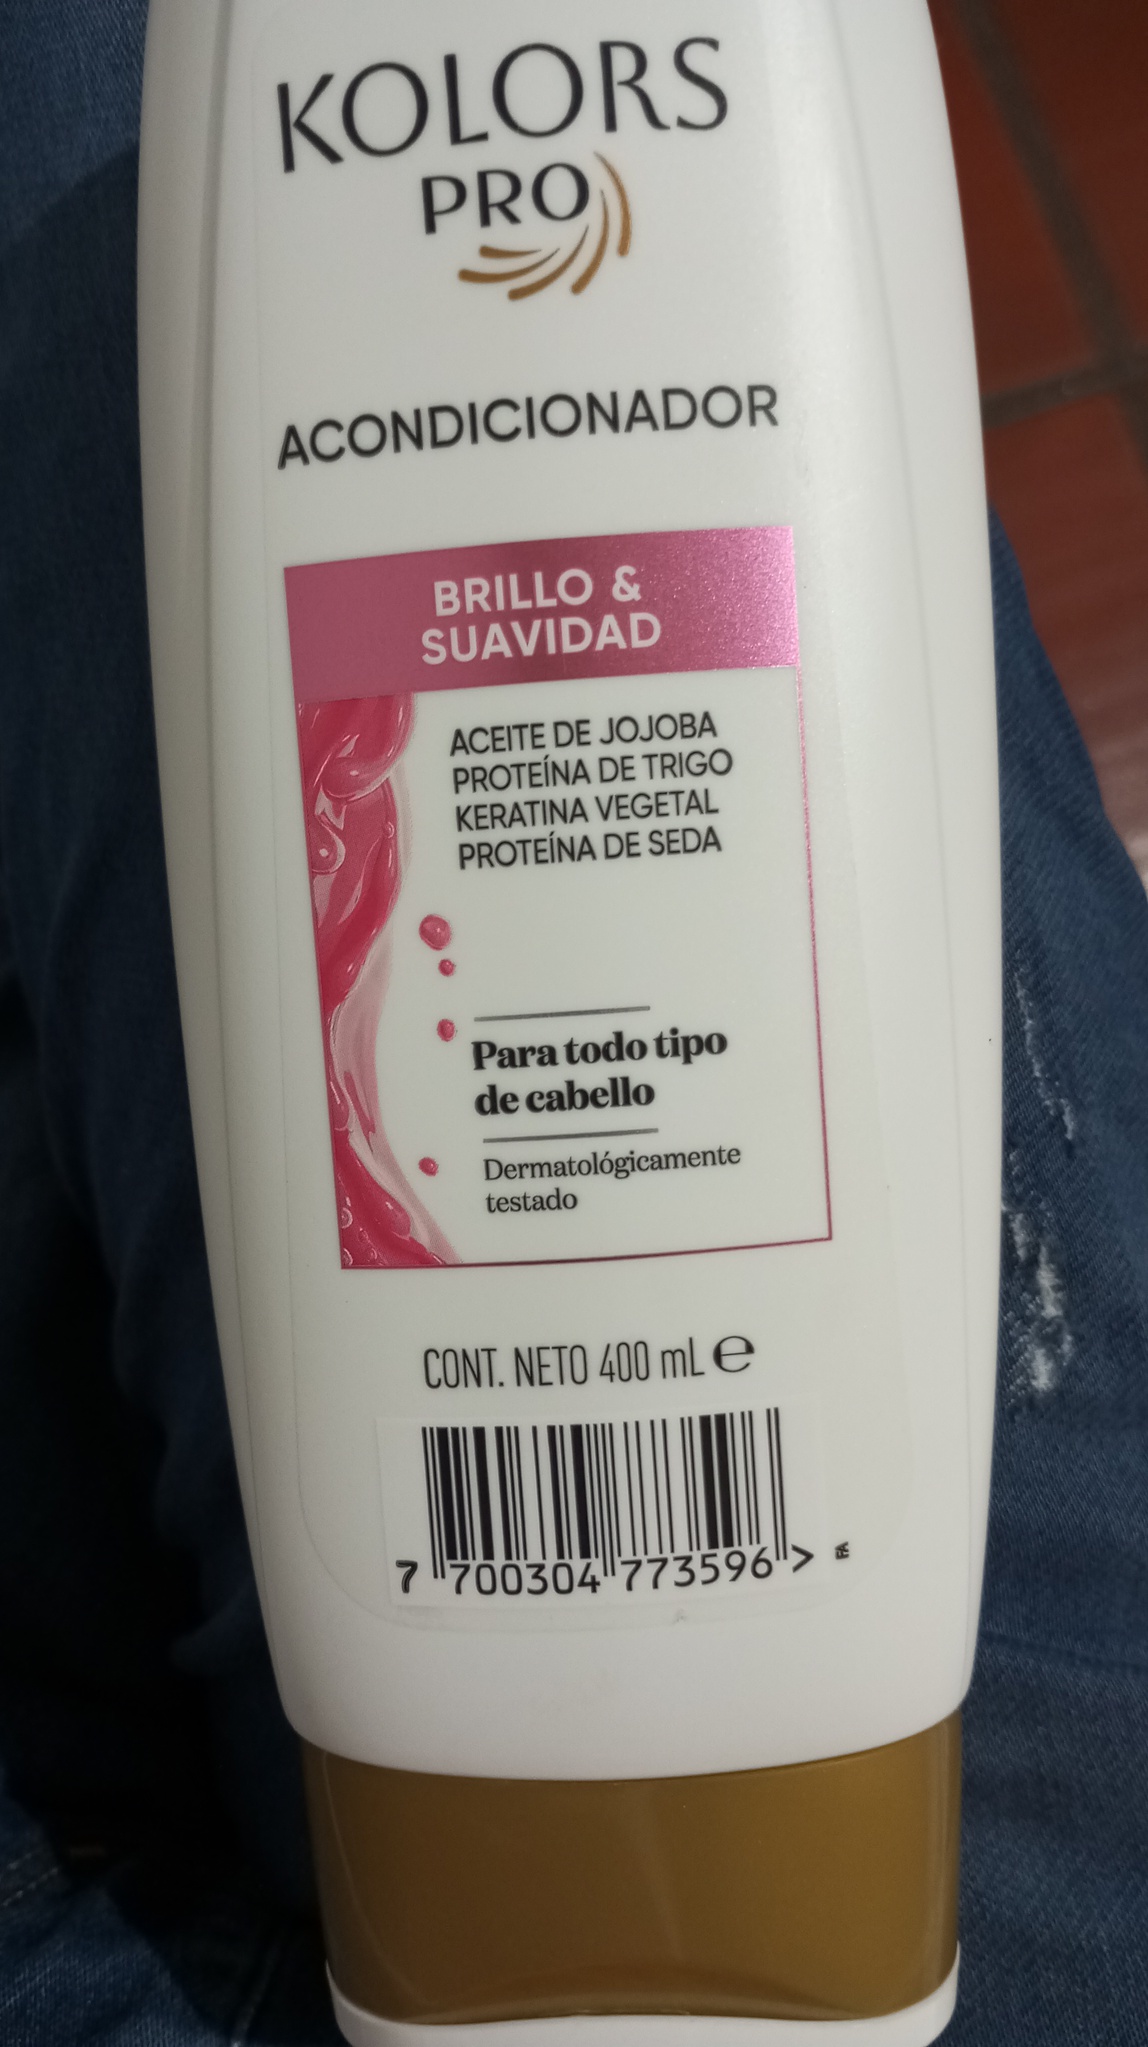 KOLORS
PRO
ACONDICIONADOR
BRILLO &
SUAVIDAD
ACEITE DE JOJOBA
PROTEÍNA DE TRIGO
KERATINA VEGETAL
PROTEÍNA DE SEDA
Para todo tipo
de cabello
Dermatológicamente
testado
CONT. NETO 400 mL ℮
7 700304 773596 >
FA